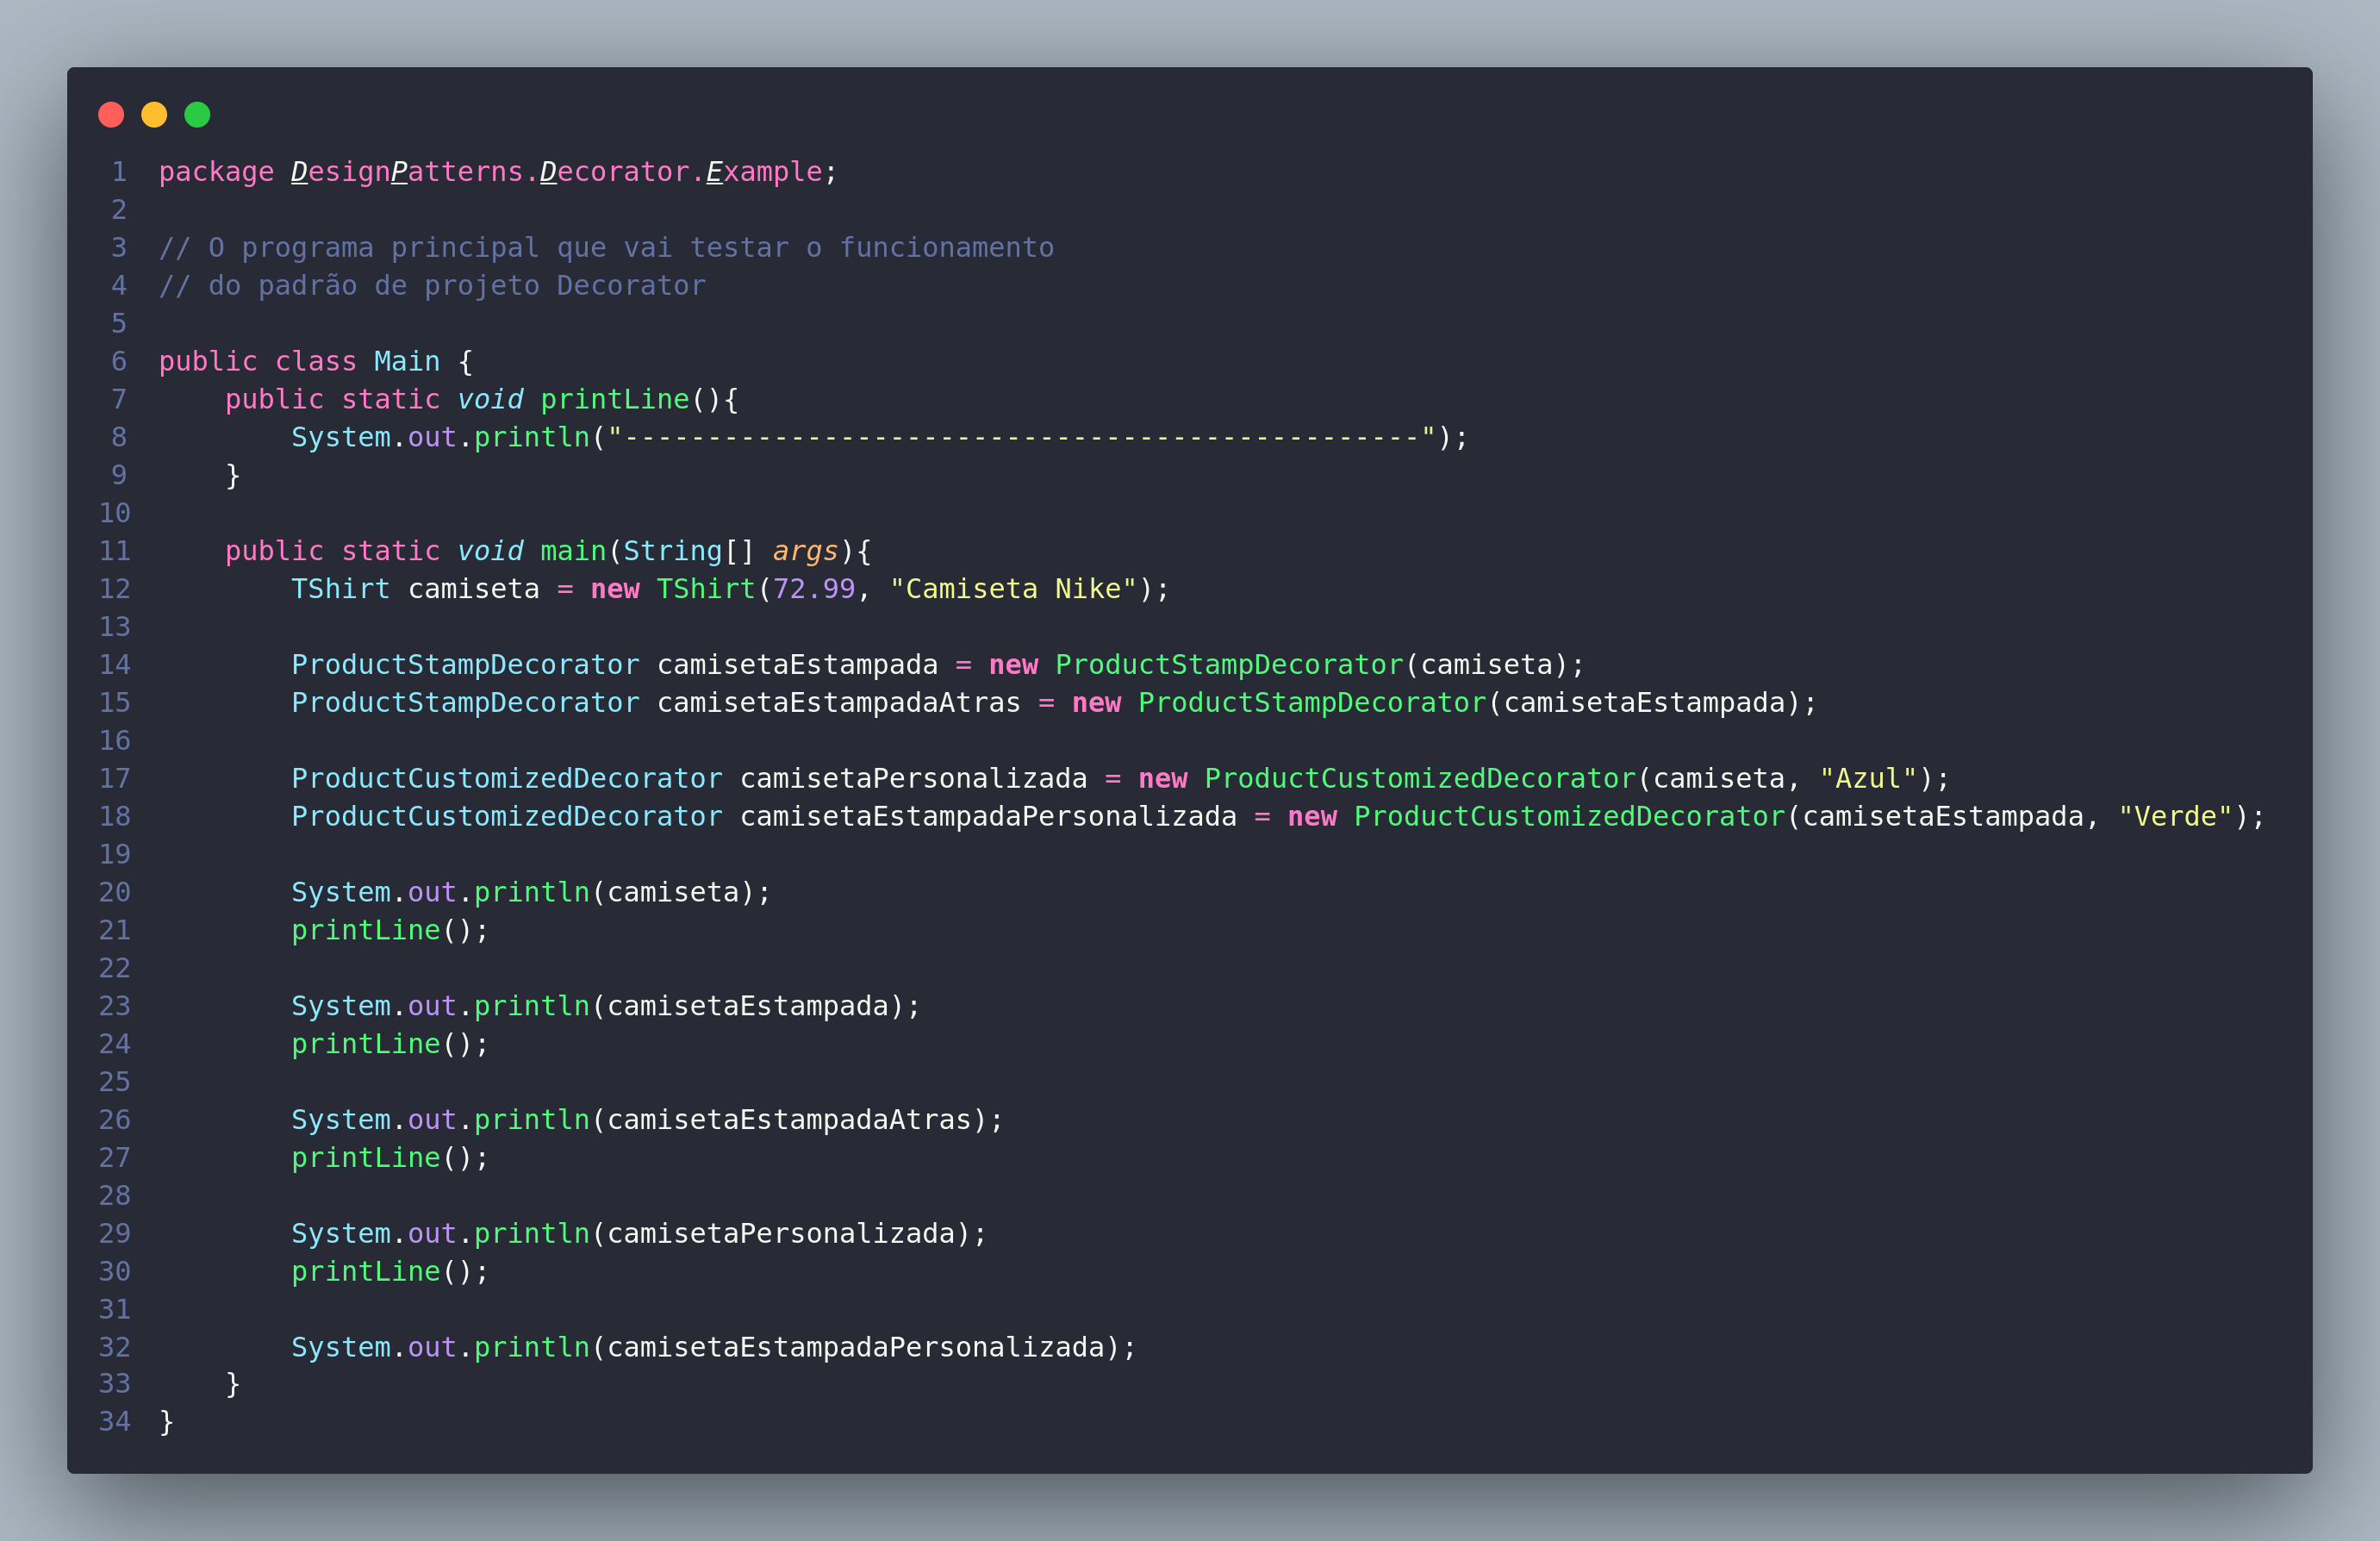 1 package DesignPatterns.Decorator.Example;
2
3 // O programa principal que vai testar o funcionamento
4 // do padrão de projeto Decorator
5
6 public class Main {
7     public static void printLine(){
8         System.out.println("------------------------------------------------");
9     }
10
11     public static void main(String[] args){
12         TShirt camiseta = new TShirt(72.99, "Camiseta Nike");
13
14         ProductStampDecorator camisetaEstampada = new ProductStampDecorator(camiseta);
15         ProductStampDecorator camisetaEstampadaAtras = new ProductStampDecorator(camisetaEstampada);
16
17         ProductCustomizedDecorator camisetaPersonalizada = new ProductCustomizedDecorator(camiseta, "Azul");
18         ProductCustomizedDecorator camisetaEstampadaPersonalizada = new ProductCustomizedDecorator(camisetaEstampada, "Verde");
19
20         System.out.println(camiseta);
21         printLine();
22
23         System.out.println(camisetaEstampada);
24         printLine();
25
26         System.out.println(camisetaEstampadaAtras);
27         printLine();
28
29         System.out.println(camisetaPersonalizada);
30         printLine();
31
32         System.out.println(camisetaEstampadaPersonalizada);
33     }
34 }